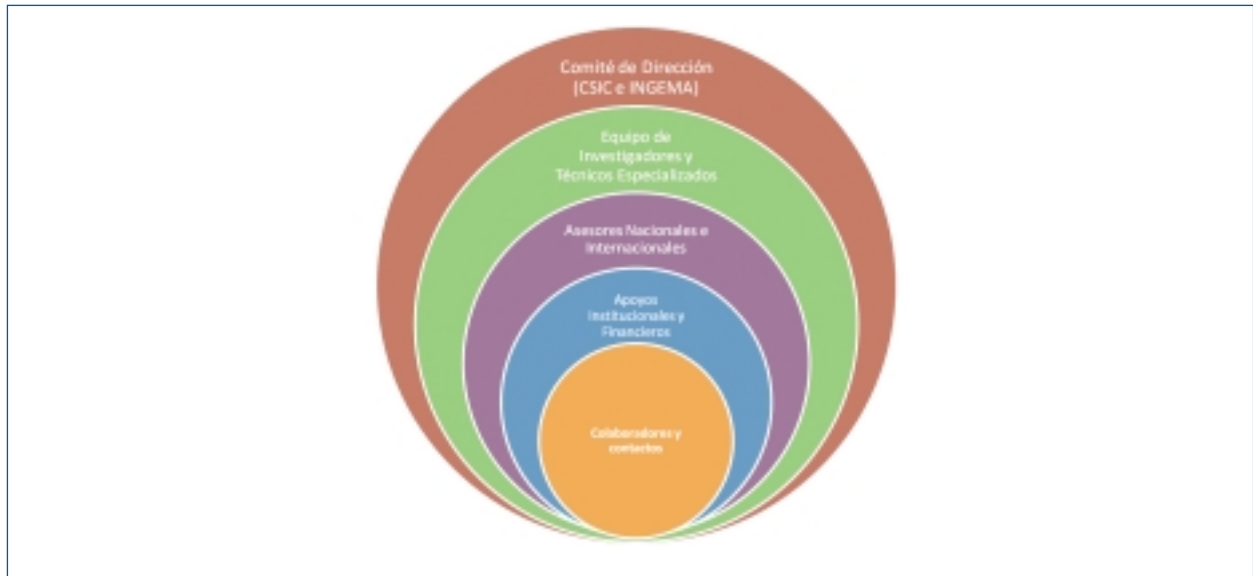 Comité de Dirección
(CSIC e INGEMA)
Equipo de
Investigadores y
Técnicos Especializados
Asesores Nacionales e
Internacionales
Apoyos
Institucionales y
Financieros
Colaboradores y
contactos